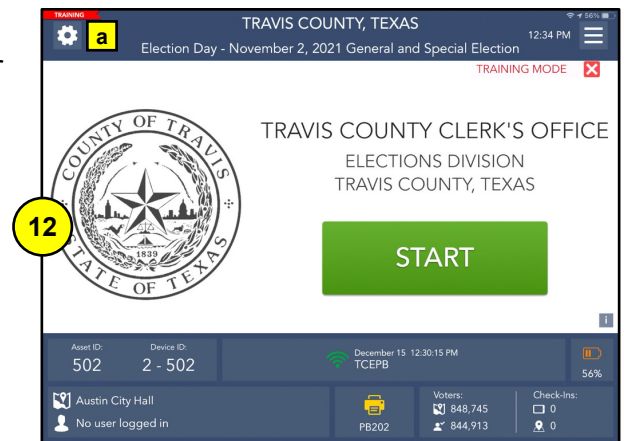 TRAINING
TRAVIS COUNTY, TEXAS
56%
a
12:34 PM
Election Day - November 2, 2021 General and Special Election
TRAINING MODE
COUNTY OF TRAVIS
1839
STATE OF TEXAS
TRAVIS COUNTY CLERK'S OFFICE
ELECTIONS DIVISION
TRAVIS COUNTY, TEXAS
12
START
i
Asset ID:
502
Device ID:
2 - 502
December 15 12:30:15 PM
TCEPB
56%
Austin City Hall
No user logged in
PB202
Voters:
848,745
844,913
Check-Ins:
0
0